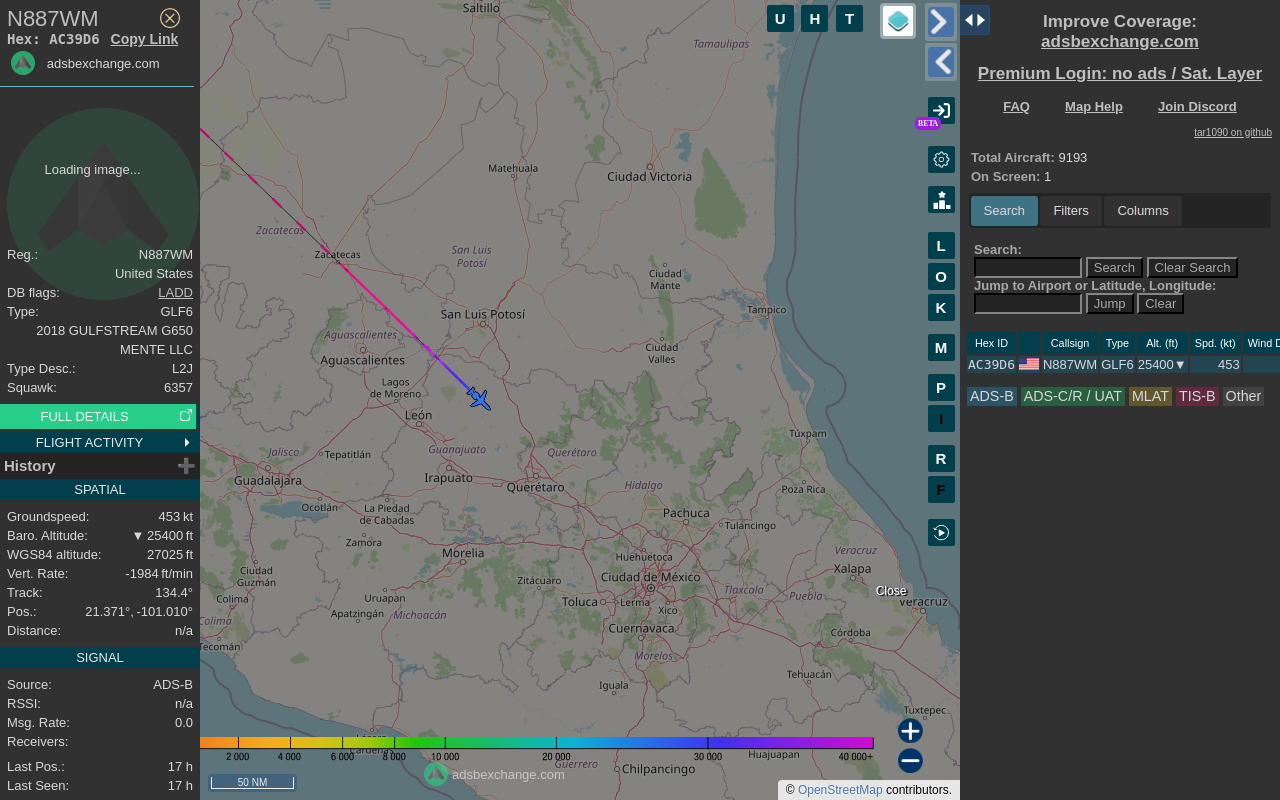 N887WM
Hex: AC39D6 Copy Link
adsbexchange.com
Loading image...
Reg.: N887WM
United States
DB flags: LADD
Type: GLF6
2018 GULFSTREAM G650
MENTE LLC
Type Desc.: L2J
Squawk: 6357
FULL DETAILS
FLIGHT ACTIVITY
History
SPATIAL
Groundspeed: 453 kt
Baro. Altitude: ▼ 25400 ft
WGS84 altitude: 27025 ft
Vert. Rate: -1984 ft/min
Track: 134.4°
Pos.: 21.371°, -101.010°
Distance: n/a
SIGNAL
Source: ADS-B
RSSI: n/a
Msg. Rate: 0.0
Receivers:
Last Pos.: 17 h
Last Seen: 17 h
Saltillo
Tamaulipas
Matehuala
Ciudad Victoria
Zacatecas
Zacatecas
San Luis
Potosí
Ciudad
Mante
Tampico
San Luis Potosí
Aguascalientes
Aguascalientes
Ciudad
Valles
Lagos
de Moreno
León
Túxpam
Jalisco
Tepatitlán
Guanajuato
Querétaro
Guadalajara
Irapuato
Querétaro
Hidalgo
Poza Rica
Ocotlán
La Piedad
de Cabadas
Pachuca
Tulancingo
Zamora
Morelia
Huehuetoca
Veracruz
Ciudad
Guzmán
Zitácuaro
Ciudad de México
Xalapa
Colima
Uruapan
Toluca
Lerma
Tlaxcala
Puebla
Close
Veracruz
Apatzingán
Michoacán
Xico
Colima
Cuernavaca
Córdoba
Tecomán
Morelos
Tehuacán
Iguala
Tuxtepec
Lázaro
Cárdenas
Guerrero
Chilpancingo
Huajuapan
2 000 4 000 6 000 8 000 10 000 20 000 30 000 40 000+
adsbexchange.com
50 NM
© OpenStreetMap contributors.
U H T
BETA
L
O
K
M
P
I
R
F
Improve Coverage:
adsbexchange.com
Premium Login: no ads / Sat. Layer
FAQ Map Help Join Discord
tar1090 on github
Total Aircraft: 9193
On Screen: 1
Search Filters Columns
Search:
Search Clear Search
Jump to Airport or Latitude, Longitude:
Jump Clear
Hex ID Callsign Type Alt. (ft) Spd. (kt) Wind D
AC39D6 N887WM GLF6 25400▼ 453
ADS-B ADS-C/R / UAT MLAT TIS-B Other